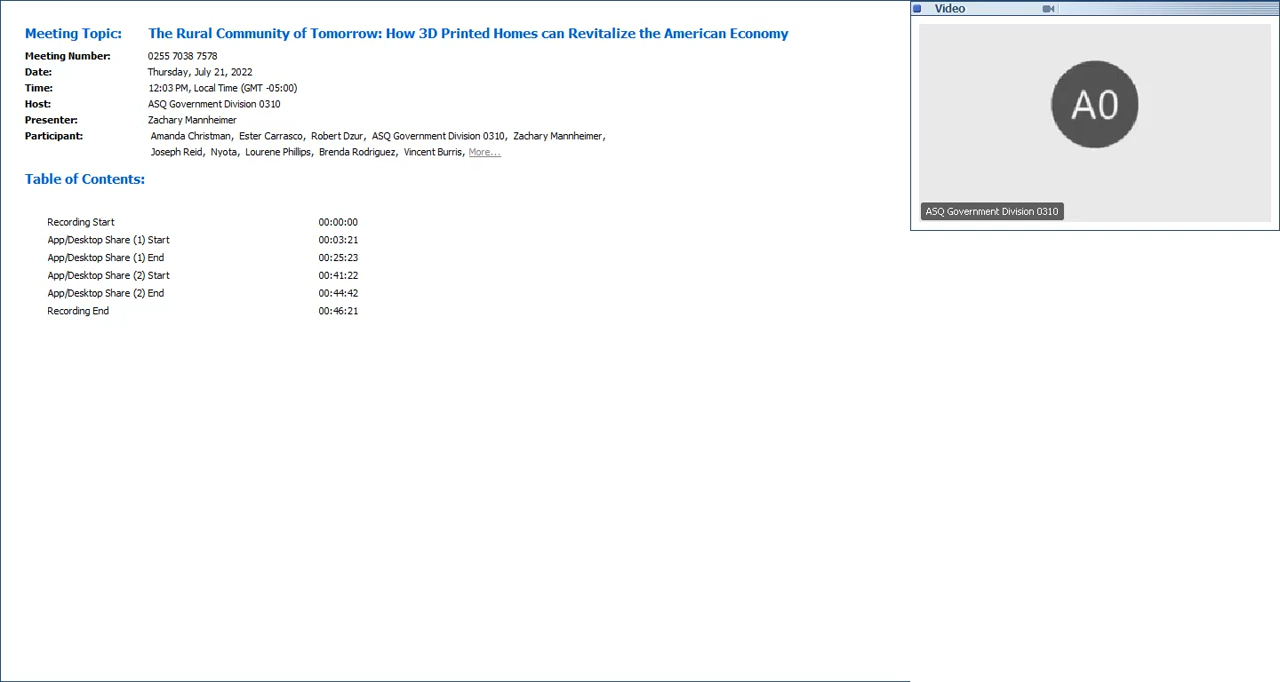 Meeting Topic: The Rural Community of Tomorrow: How 3D Printed Homes can Revitalize the American Economy
Meeting Number: 0255 7038 7578
Date: Thursday, July 21, 2022
Time: 12:03 PM, Local Time (GMT -05:00)
Host: ASQ Government Division 0310
Presenter: Zachary Mannheimer
Participant: Amanda Christman, Ester Carrasco, Robert Dzur, ASQ Government Division 0310, Zachary Mannheimer,
Joseph Reid, Nyota, Lourene Phillips, Brenda Rodriguez, Vincent Burris, More...
Table of Contents:
Recording Start 00:00:00
App/Desktop Share (1) Start 00:03:21
App/Desktop Share (1) End 00:25:23
App/Desktop Share (2) Start 00:41:22
App/Desktop Share (2) End 00:44:42
Recording End 00:46:21
Video
A0
ASQ Government Division 0310